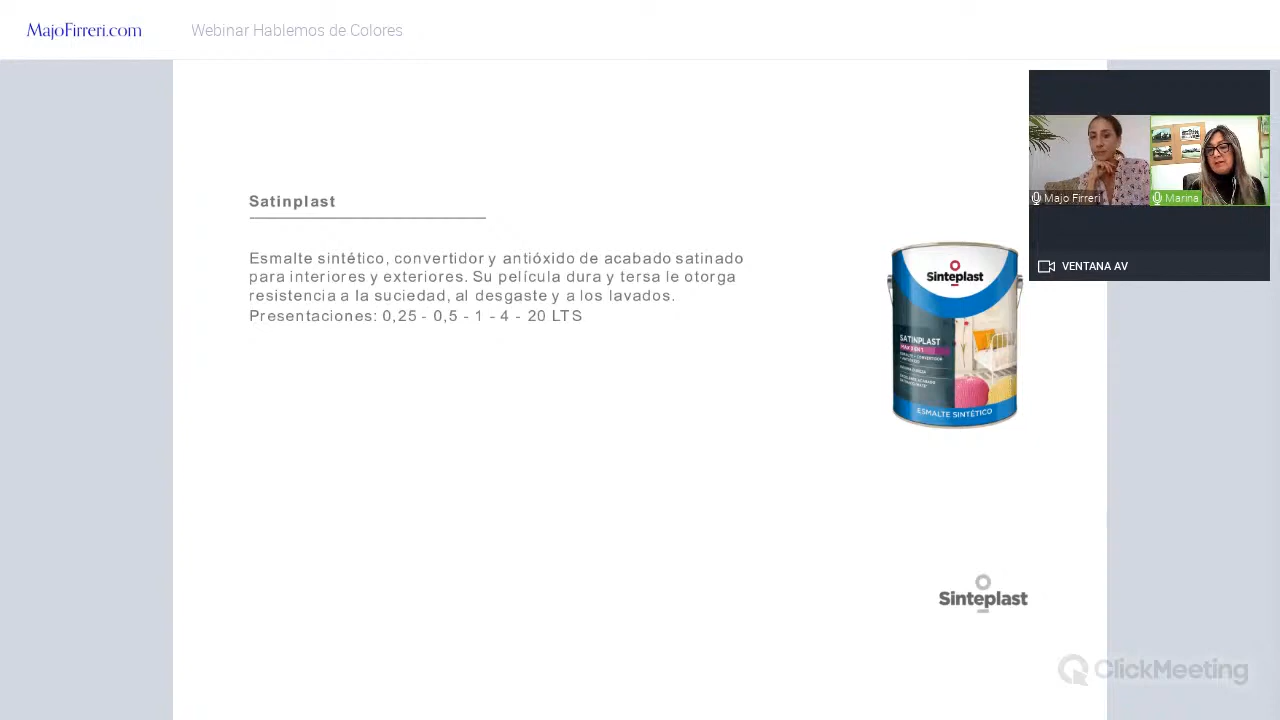 MajoFirreri.com
Webinar Hablemos de Colores
Satinplast
Esmalte sintético, convertidor y antióxido de acabado satinado
para interiores y exteriores. Su película dura y tersa le otorga
resistencia a la suciedad, al desgaste y a los lavados.
Presentaciones: 0,25 - 0,5 - 1 - 4 - 20 LTS
Majo Firreri
Marina
VENTANA AV
Sinteplast
SATINPLAST
ESMALTE SINTÉTICO
Sinteplast
ClickMeeting